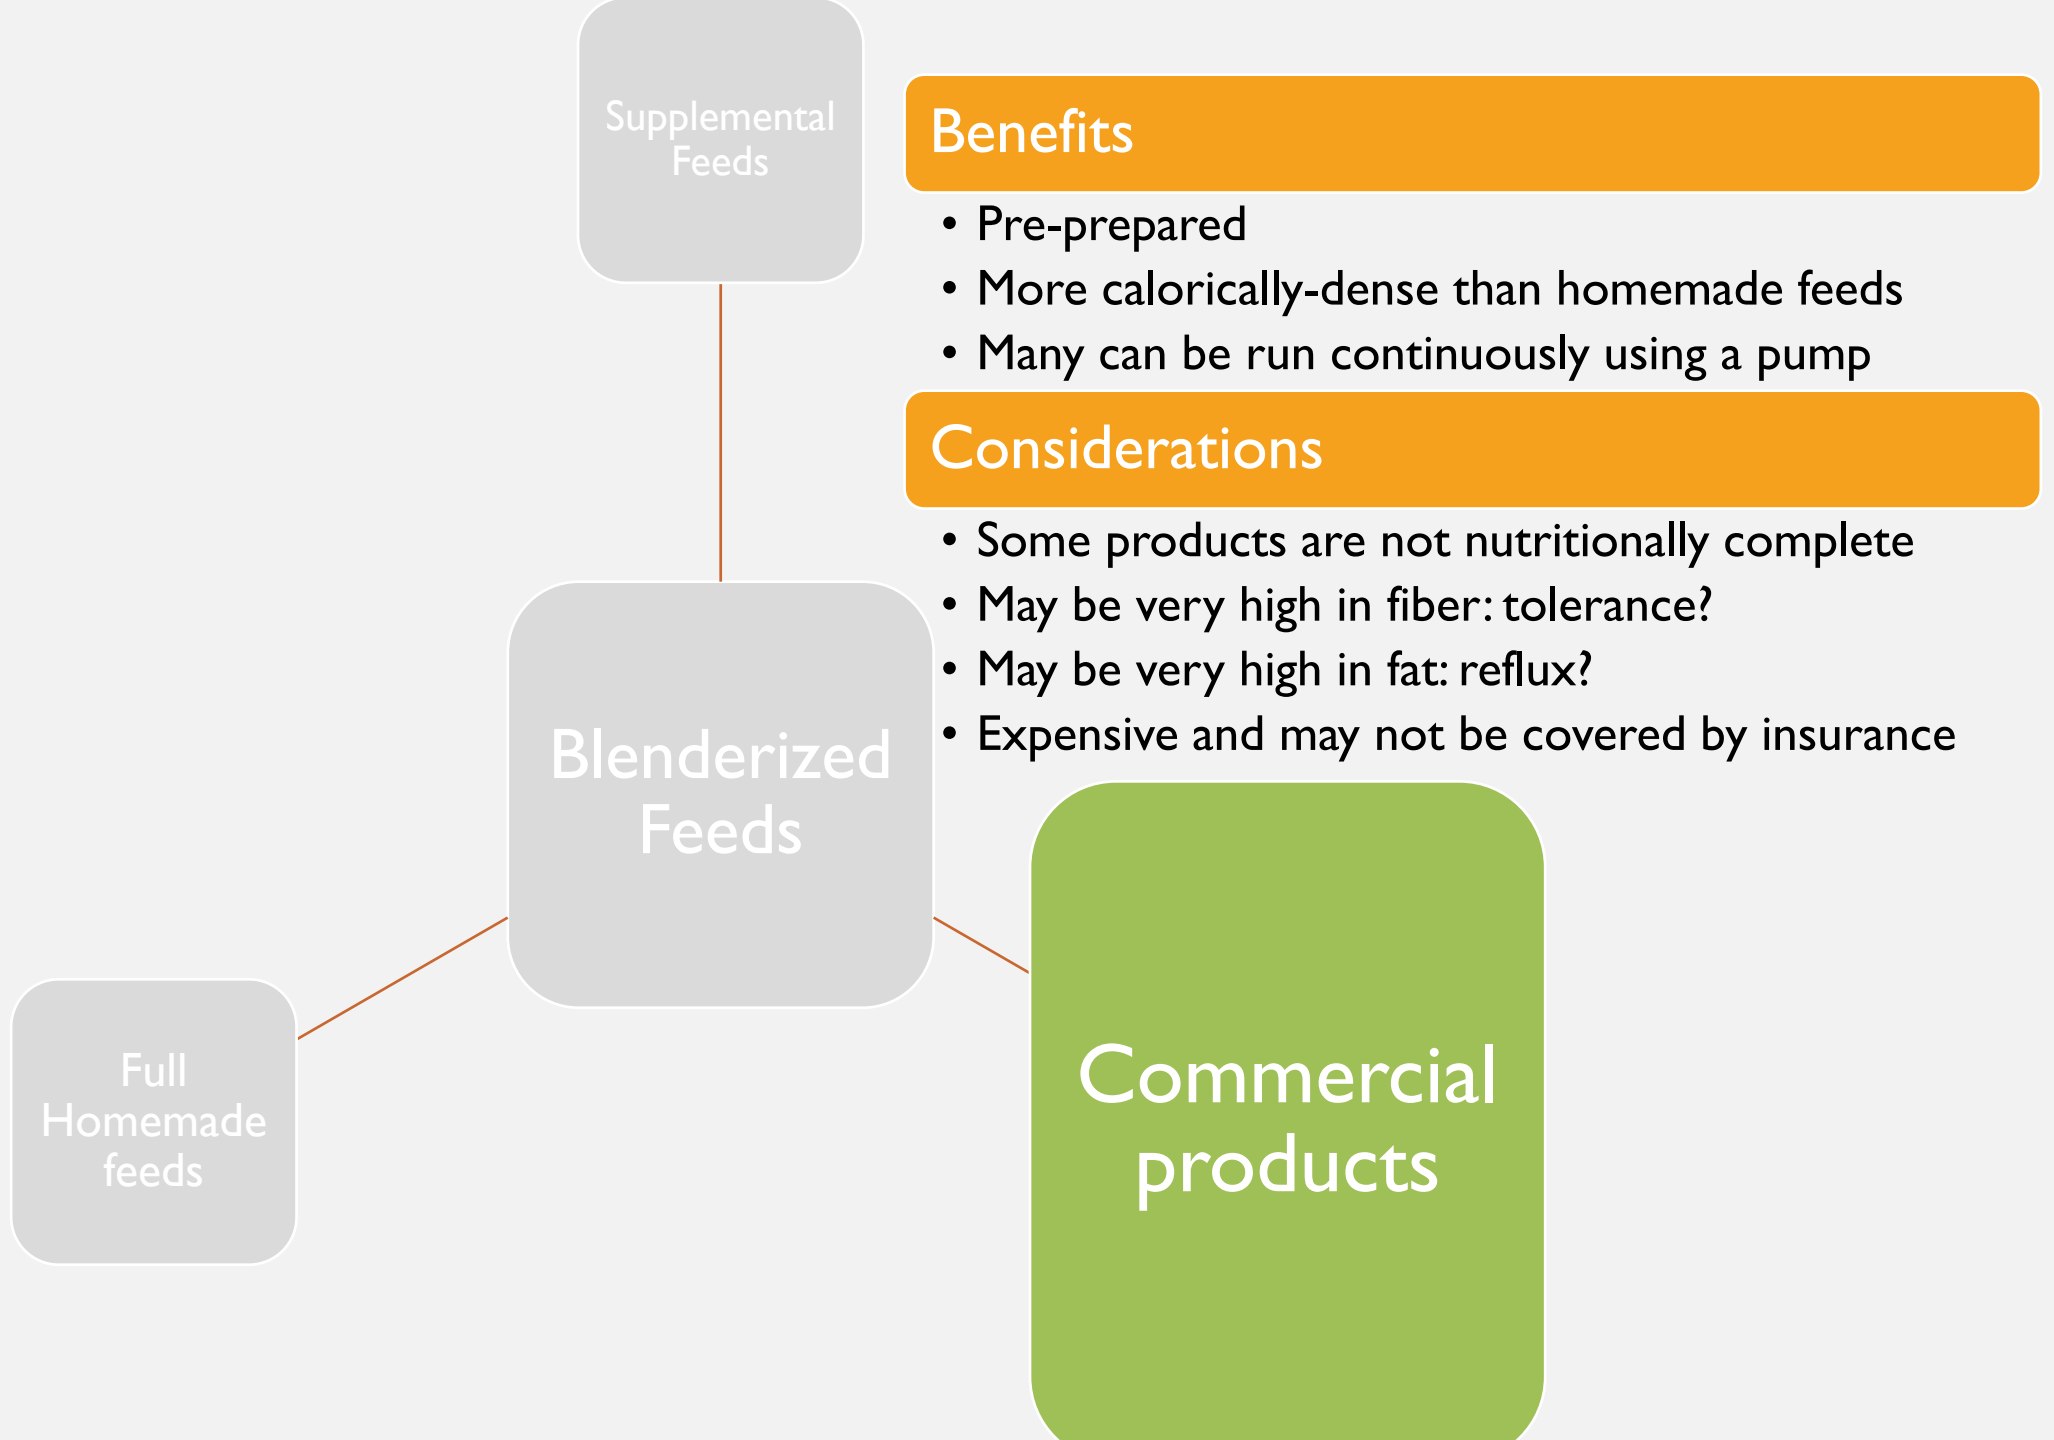 Supplemental
Feeds
Benefits
• Pre-prepared
• More calorically-dense than homemade feeds
• Many can be run continuously using a pump
Considerations
• Some products are not nutritionally complete
• May be very high in fiber: tolerance?
• May be very high in fat: reflux?
• Expensive and may not be covered by insurance
Blenderized
Feeds
Commercial
products
Full
Homemade
feeds